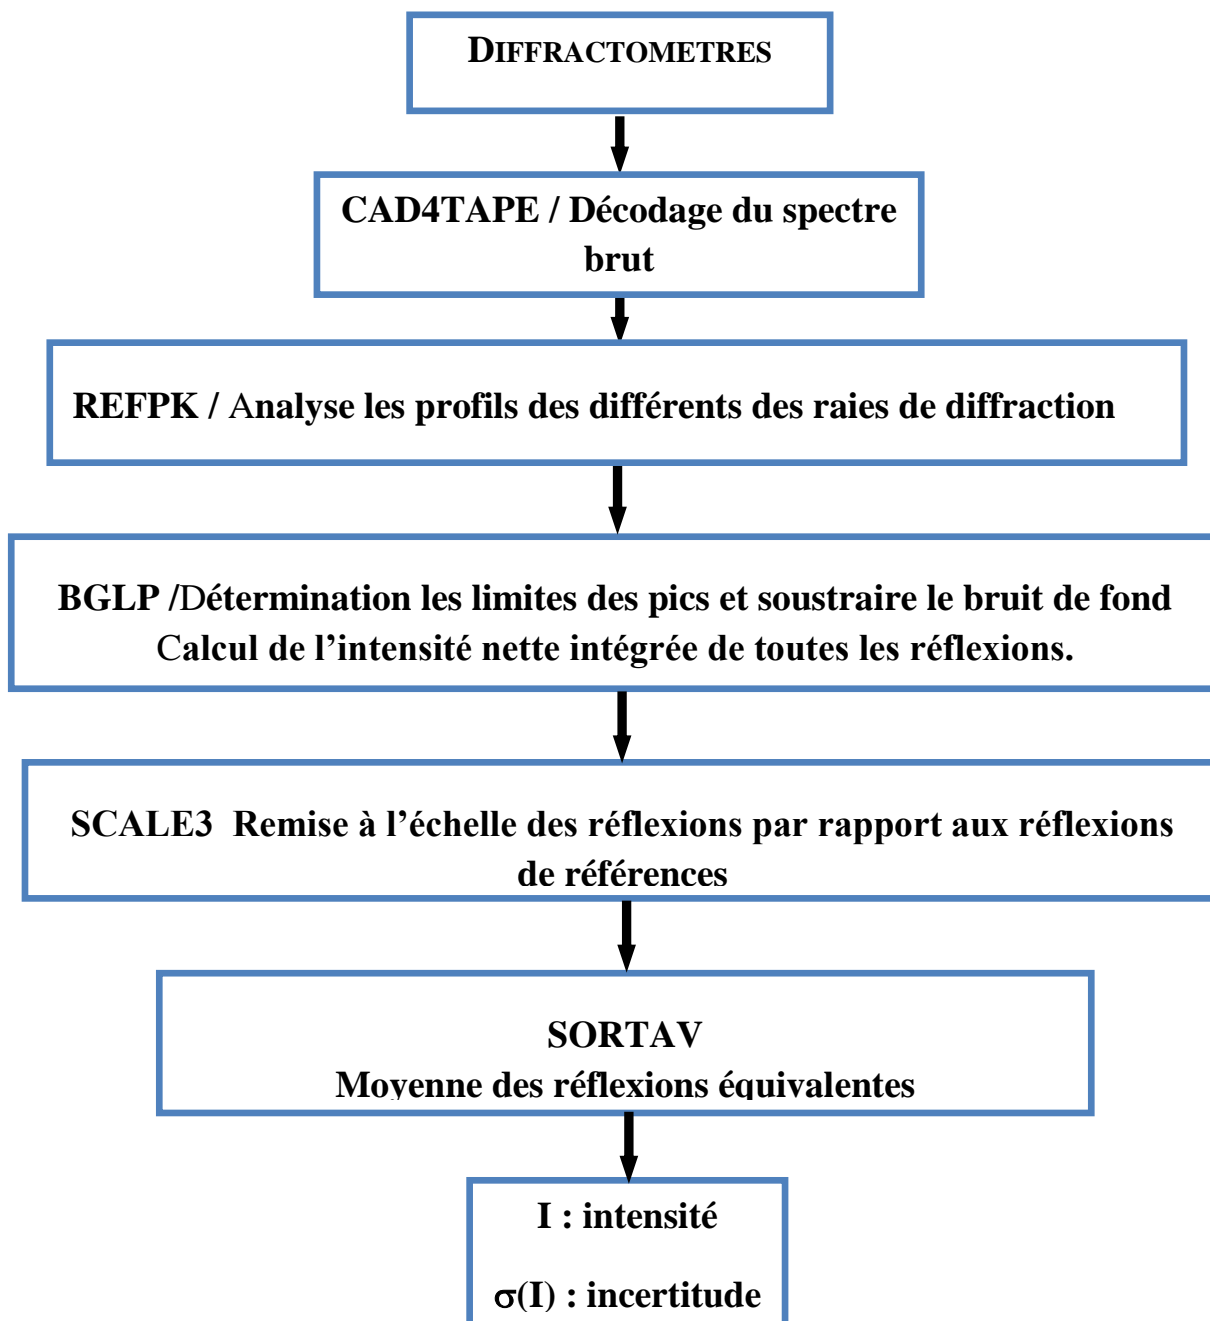 DIFFRACTOMETRES
CAD4TAPE / Décodage du spectre
brut
REFPK / Analyse les profils des différents des raies de diffraction
BGLP /Détermination les limites des pics et soustraire le bruit de fond
Calcul de l’intensité nette intégrée de toutes les réflexions.
SCALE3 Remise à l’échelle des réflexions par rapport aux réflexions
de références
SORTAV
Moyenne des réflexions équivalentes
I : intensité
σ(I) : incertitude